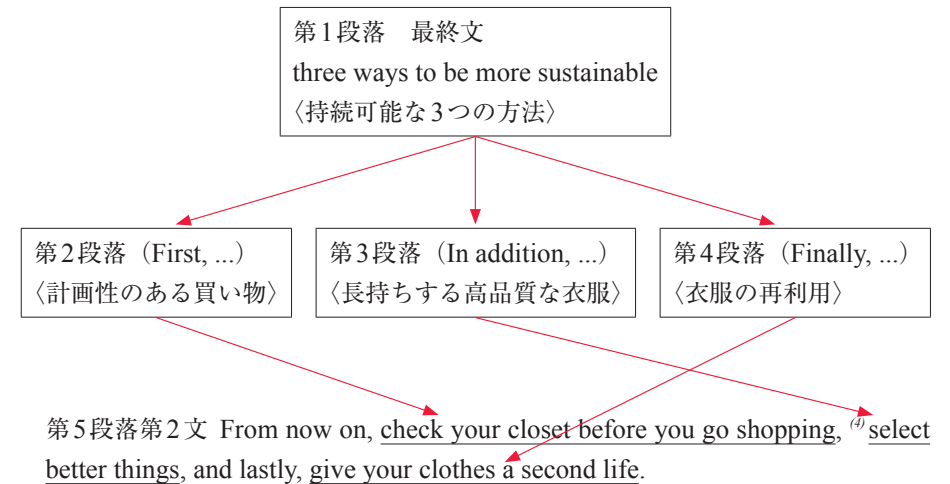 第1段落　最終文
three ways to be more sustainable
〈持続可能な3つの方法〉
第2段落（First, ...）
〈計画性のある買い物〉
第3段落（In addition, ...）
〈長持ちする高品質な衣服〉
第4段落（Finally, ...）
〈衣服の再利用〉
第5段落第2文 From now on, check your closet before you go shopping, (4) select
better things, and lastly, give your clothes a second life.